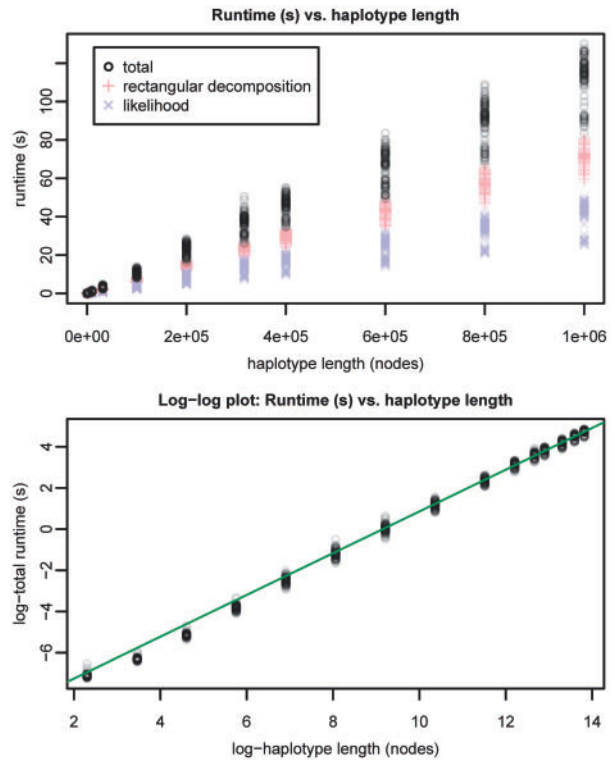 Runtime (s) vs. haplotype length
total
rectangular decomposition
likelihood
runtime (s)
0 20 40 60 80 100
0e+00 2e+05 4e+05 6e+05 8e+05 1e+06
haplotype length (nodes)
Log−log plot: Runtime (s) vs. haplotype length
log−total runtime (s)
−6 −4 −2 0 2 4
2 4 6 8 10 12 14
log−haplotype length (nodes)